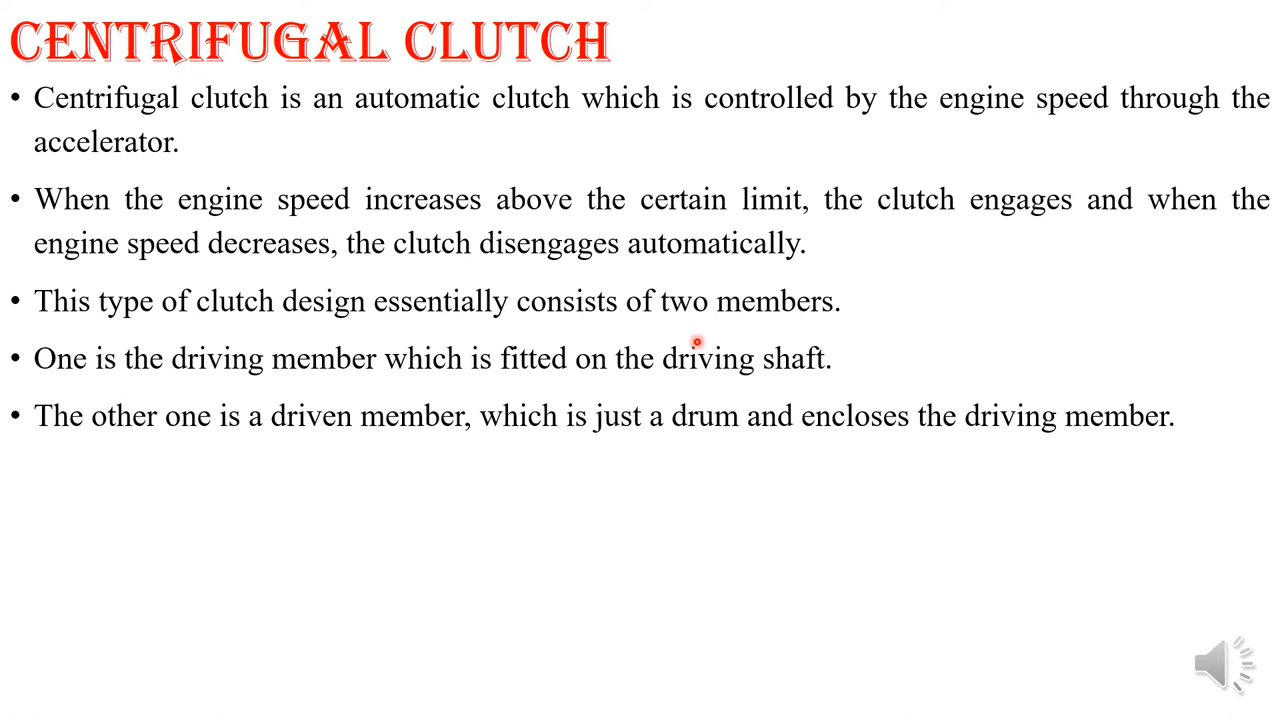 CENTRIFUGAL CLUTCH
• Centrifugal clutch is an automatic clutch which is controlled by the engine speed through the
accelerator.
• When the engine speed increases above the certain limit, the clutch engages and when the
engine speed decreases, the clutch disengages automatically.
• This type of clutch design essentially consists of two members.
• One is the driving member which is fitted on the driving shaft.
• The other one is a driven member, which is just a drum and encloses the driving member.